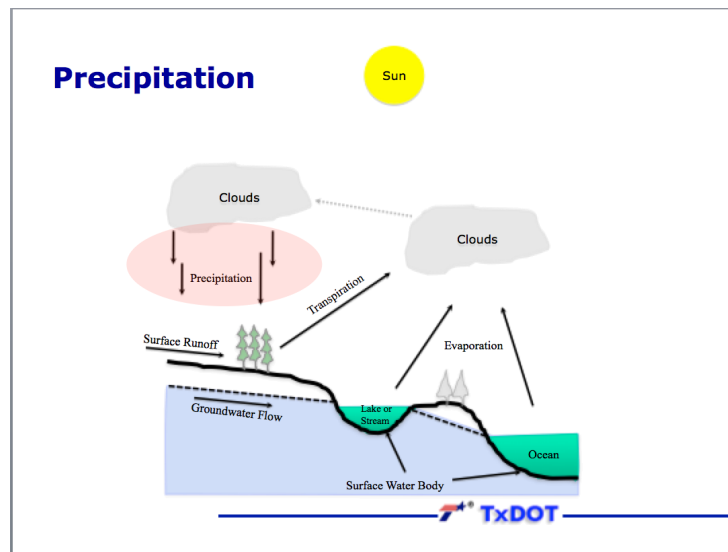 Precipitation
Sun
Clouds
Clouds
Precipitation
Transpiration
Surface Runoff
Evaporation
Groundwater Flow
Lake or
Stream
Ocean
Surface Water Body
TxDOT